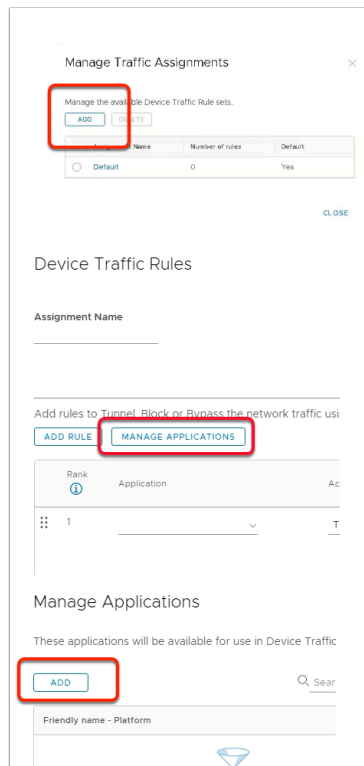 Manage Traffic Assignments
Manage the available Device Traffic Rule sets.
ADD DELETE
Assignment Name Number of rules Default
Default 0 Yes
CLOSE
Device Traffic Rules
Assignment Name
Add rules to Tunnel, Block or Bypass the network traffic usi
ADD RULE MANAGE APPLICATIONS
Rank
Application Ac
1 T
Manage Applications
These applications will be available for use in Device Traffic
ADD Sear
Friendly name - Platform